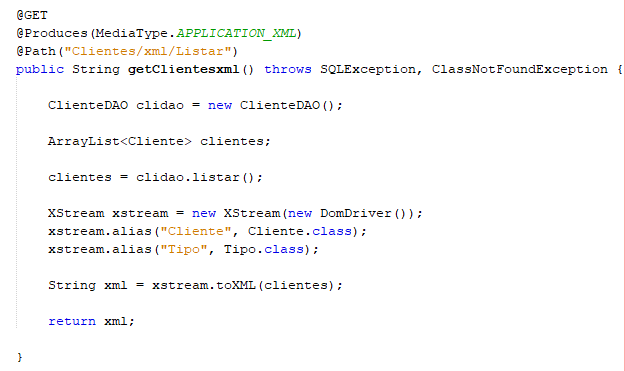 @GET
@Produces(MediaType.APPLICATION_XML)
@Path("Clientes/xml/Listar")
public String getClientesxml() throws SQLException, ClassNotFoundException {
ClienteDAO clidao = new ClienteDAO();
ArrayList<Cliente> clientes;
clientes = clidao.listar();
XStream xstream = new XStream(new DomDriver());
xstream.alias("Cliente", Cliente.class);
xstream.alias("Tipo", Tipo.class);
String xml = xstream.toXML(clientes);
return xml;
}